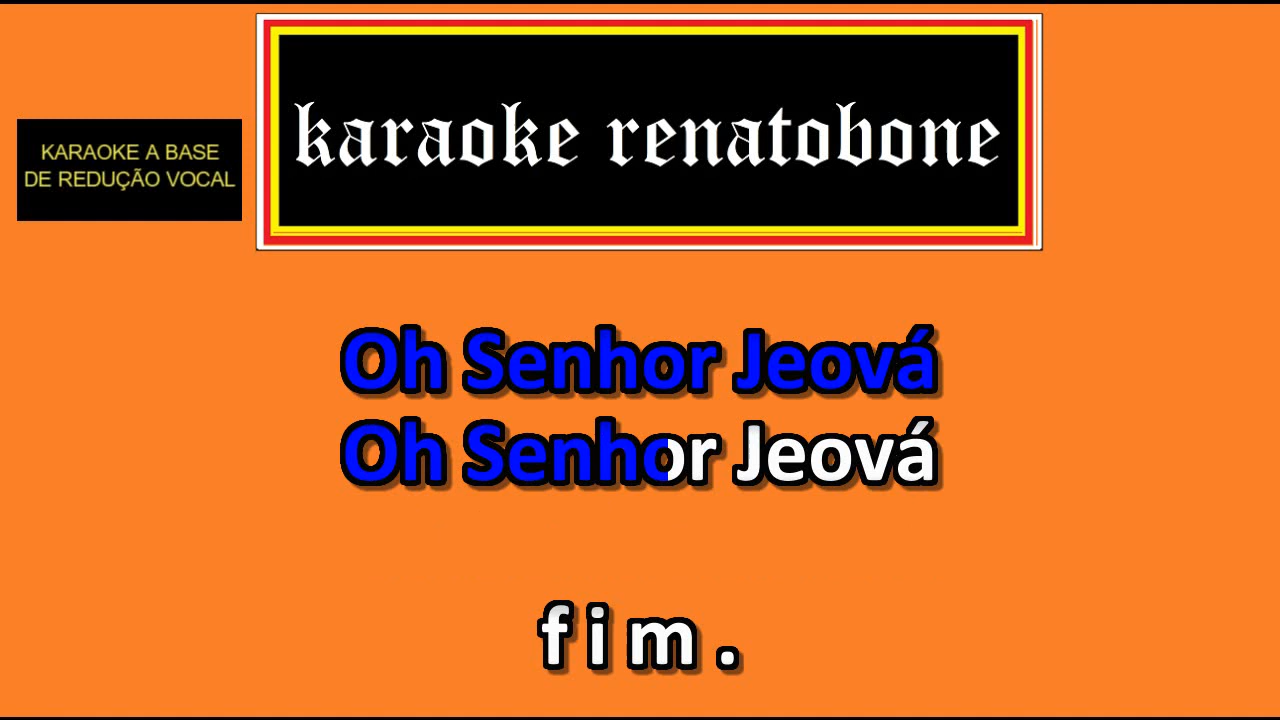 karaoke renatobone
KARAOKE A BASE
DE REDUÇÃO VOCAL
Oh Senhor Jeová
Oh Senhor Jeová
f i m .